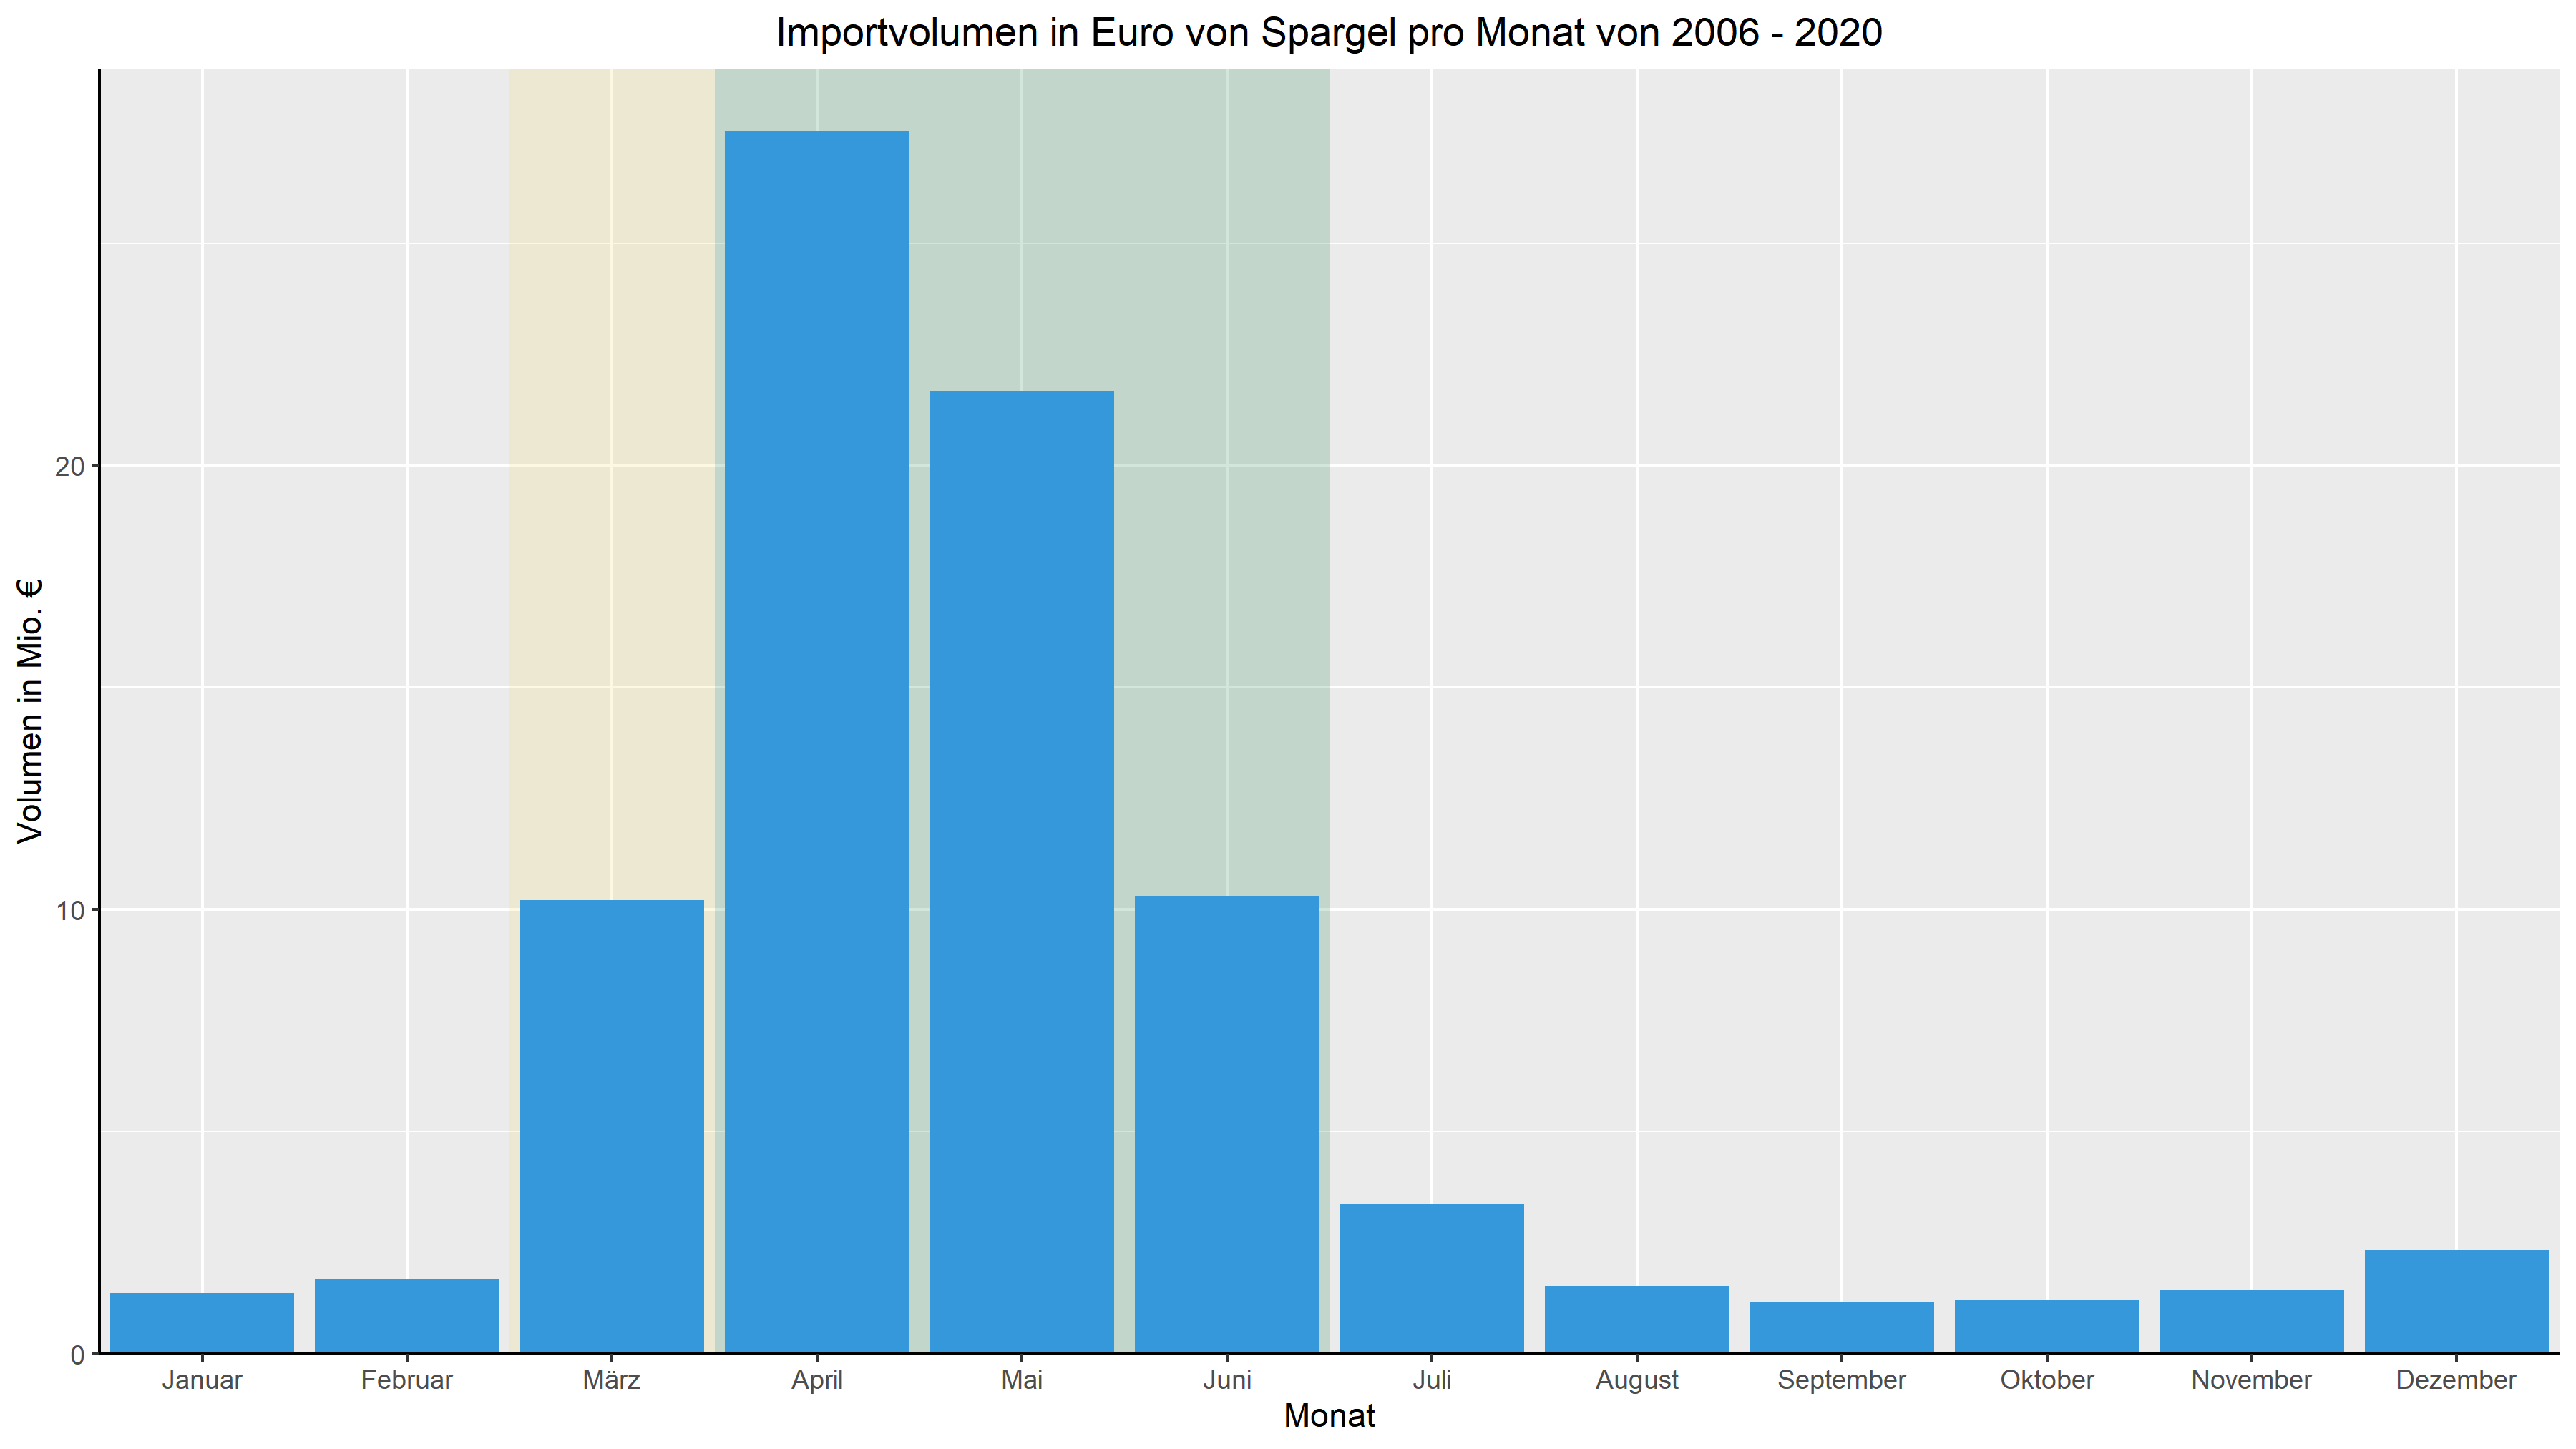 Importvolumen in Euro von Spargel pro Monat von 2006 - 2020
Volumen in Mio. €
20
10
0
Januar Februar März April Mai Juni Juli August September Oktober November Dezember
Monat